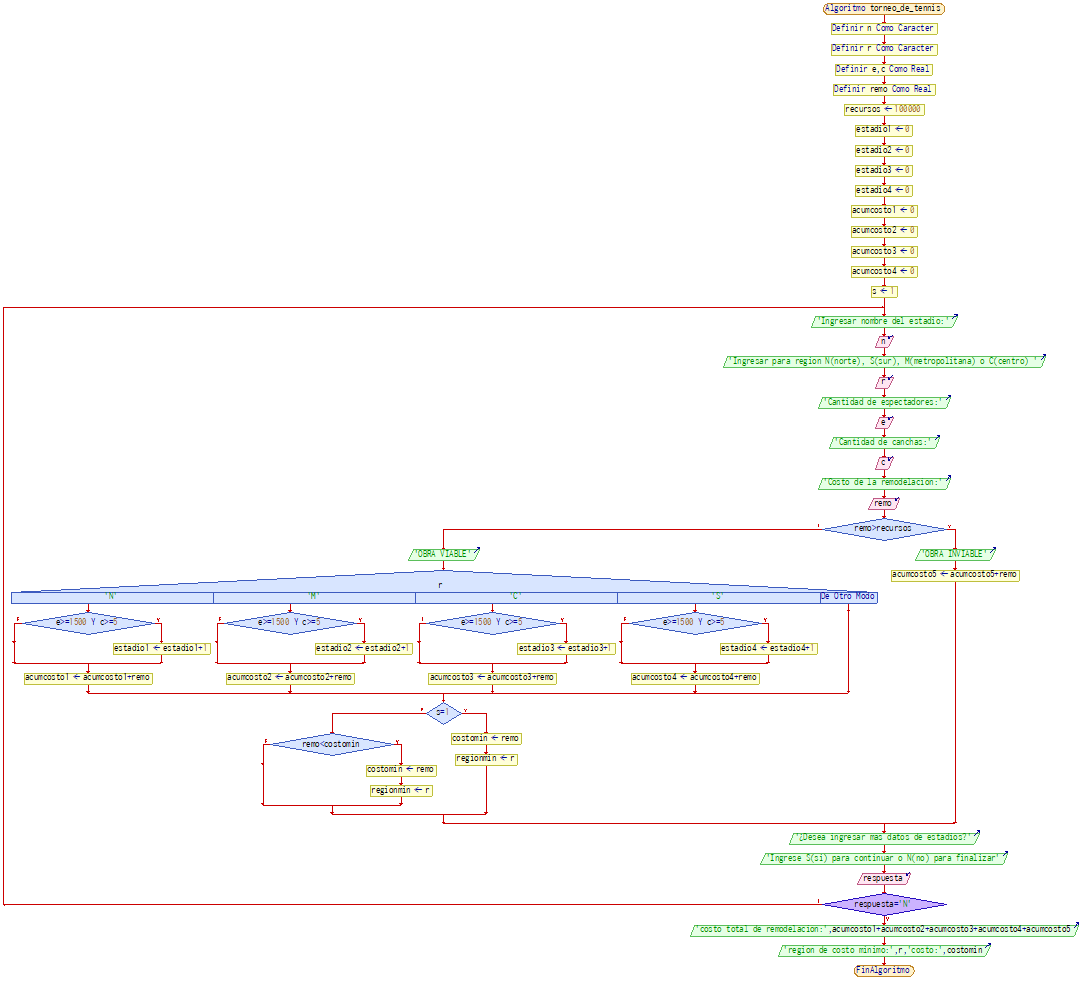 Algoritmo torneo_de_tennis
Definir n Como Caracter
Definir r Como Caracter
Definir e,c Como Real
Definir remo Como Real
recursos ← 100000
estadio1 ← 0
estadio2 ← 0
estadio3 ← 0
estadio4 ← 0
acumcosto1 ← 0
acumcosto2 ← 0
acumcosto3 ← 0
acumcosto4 ← 0
s ← 1
'Ingresar nombre del estadio:'
n
'Ingresar para region N(norte), S(sur), M(metropolitana) o C(centro) '
r
'Cantidad de espectadores:'
e
'Cantidad de canchas:'
c
'Costo de la remodelacion:'
remo
F remo>recursos V
'OBRA VIABLE' 'OBRA INVIABLE'
acumcosto5 ← acumcosto5+remo
r
'N' 'M' 'C' 'S' De Otro Modo
F e>=1500 Y c>=5 V F e>=1500 Y c>=5 V F e>=1500 Y c>=5 V F e>=1500 Y c>=5 V
estadio1 ← estadio1+1 estadio2 ← estadio2+1 estadio3 ← estadio3+1 estadio4 ← estadio4+1
acumcosto1 ← acumcosto1+remo acumcosto2 ← acumcosto2+remo acumcosto3 ← acumcosto3+remo acumcosto4 ← acumcosto4+remo
F s=1 V
costomin ← remo
F remo<costomin V
regionmin ← r
costomin ← remo
regionmin ← r
'¿Desea ingresar mas datos de estadios?'
'Ingrese S(si) para continuar o N(no) para finalizar'
respuesta
F respuesta='N'
V
'costo total de remodelacion:',acumcosto1+acumcosto2+acumcosto3+acumcosto4+acumcosto5
'region de costo minimo:',r,'costo:',costomin
FinAlgoritmo